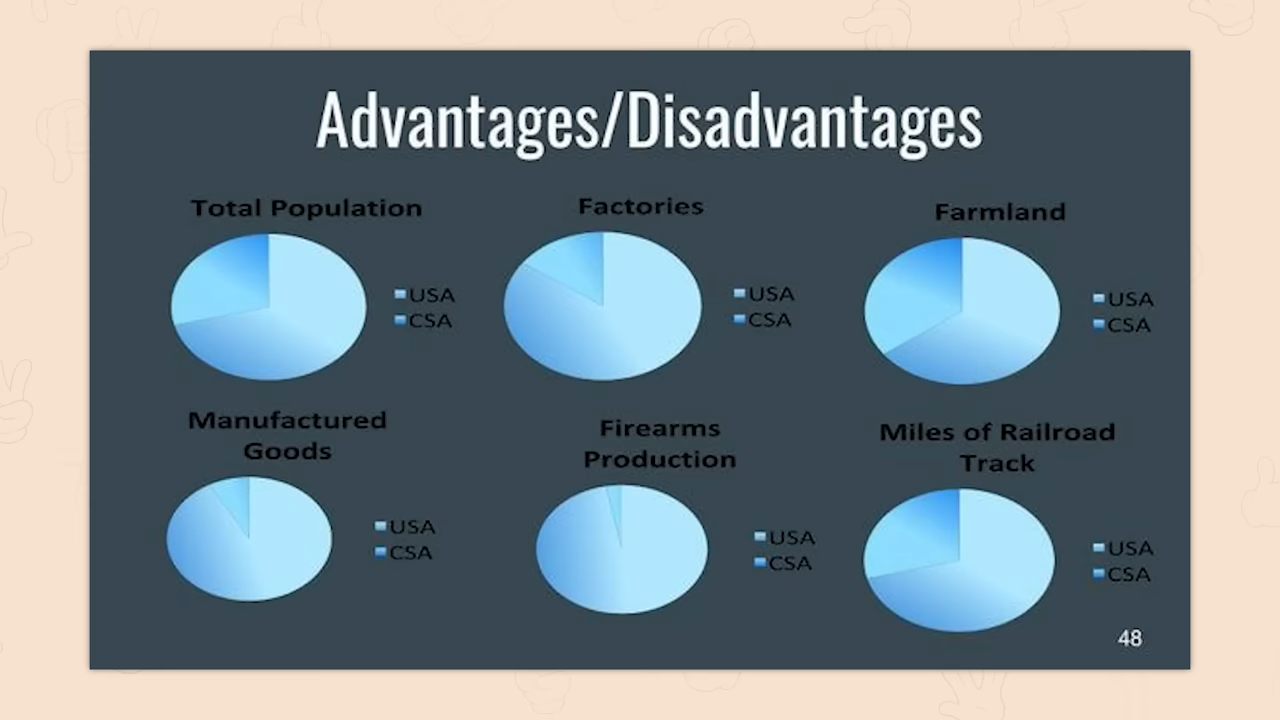 Advantages/Disadvantages
Total Population
USA
CSA
Factories
USA
CSA
Farmland
USA
CSA
Manufactured
Goods
USA
CSA
Firearms
Production
USA
CSA
Miles of Railroad
Track
USA
CSA
48